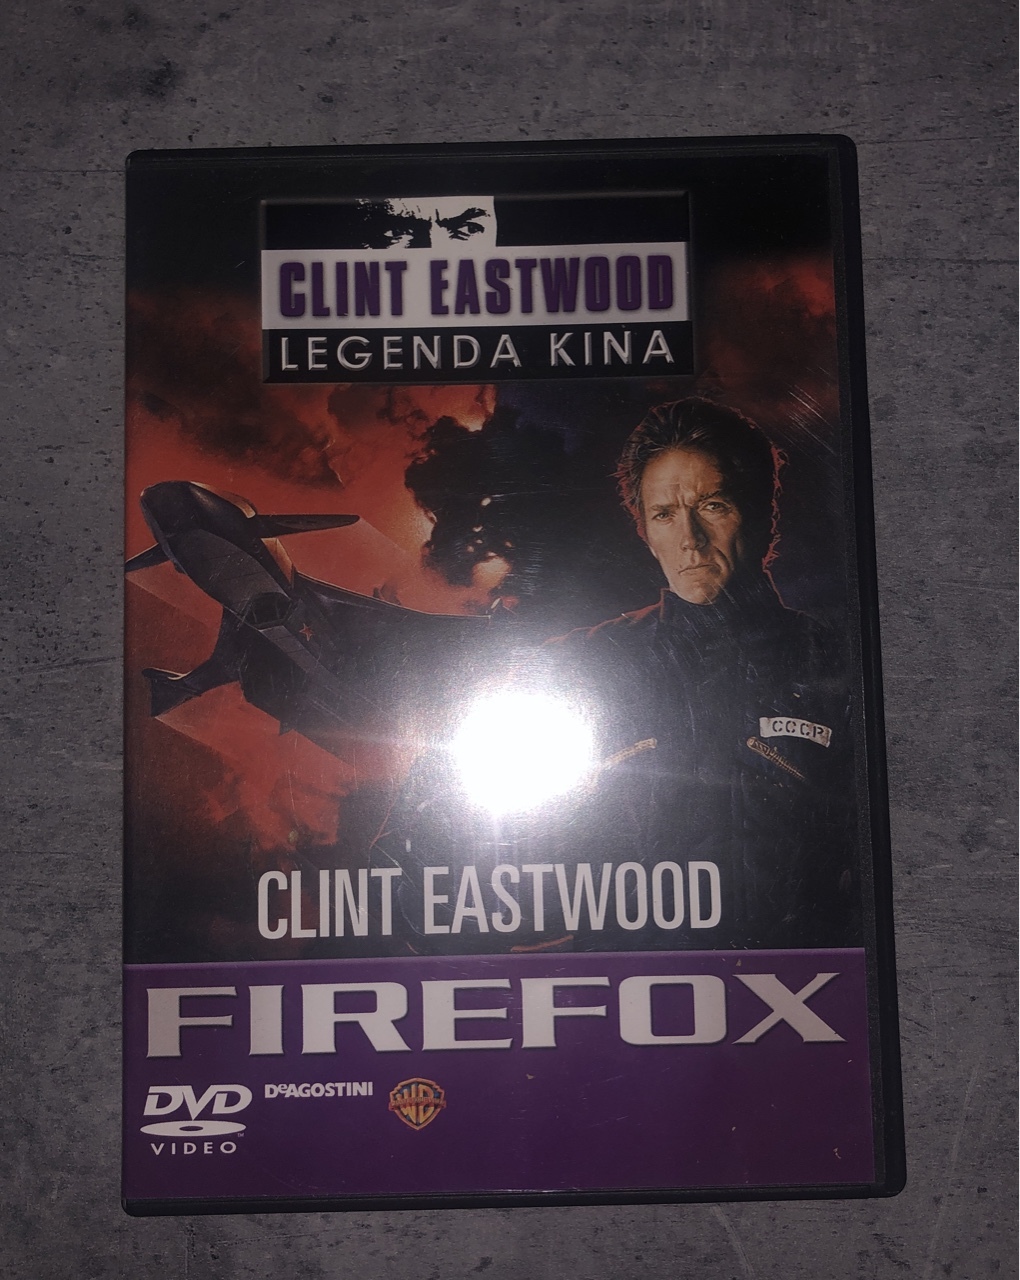 CLINT EASTWOOD
LEGENDA KINA
CCCP
CLINT EASTWOOD
FIREFOX
DVD
VIDEO
DeAGOSTINI
WB